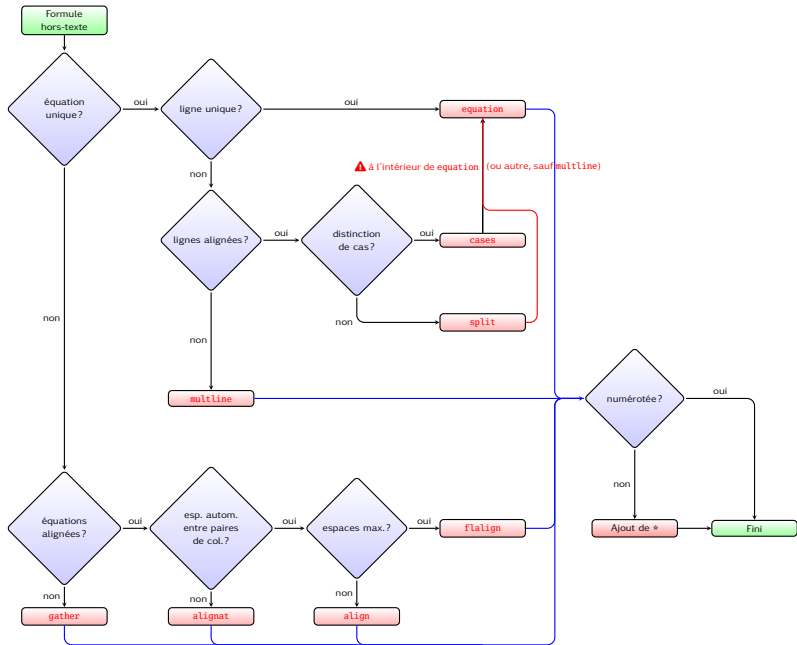 Formule
hors-texte
équation
unique ?
oui
ligne unique ?
oui
equation
non
à l'intérieur de equation (ou autre, sauf multline)
lignes alignées ?
oui
distinction
de cas ?
oui
cases
non
non
split
non
multline
numérotée ?
oui
non
équations
alignées ?
oui
esp. autom.
entre paires
de col. ?
oui
espaces max. ?
oui
flalign
Ajout de *
Fini
non
non
non
gather
alignat
align